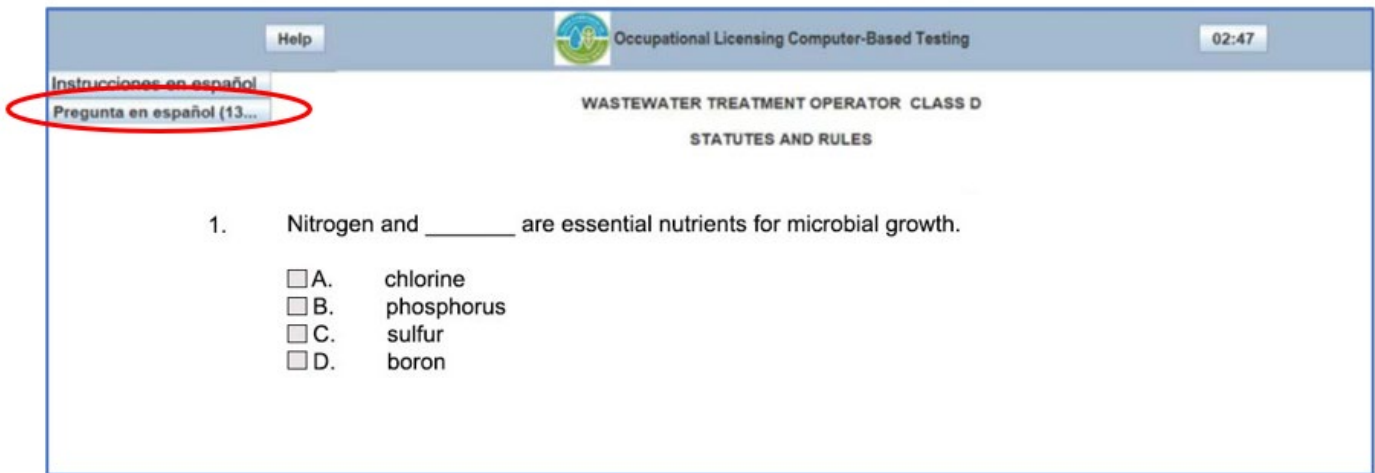 Help
Occupational Licensing Computer-Based Testing
02:47
Instrucciones en español
Pregunta en español (13...
WASTEWATER TREATMENT OPERATOR CLASS D
STATUTES AND RULES
1. Nitrogen and _______ are essential nutrients for microbial growth.
A. chlorine
B. phosphorus
C. sulfur
D. boron